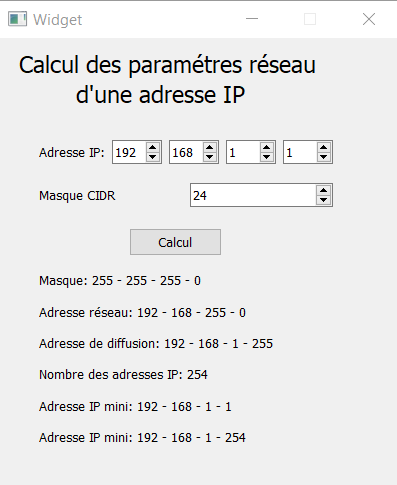 Widget
Calcul des paramétres réseau
d'une adresse IP
Adresse IP: 192 168 1 1
Masque CIDR 24
Calcul
Masque: 255 - 255 - 255 - 0
Adresse réseau: 192 - 168 - 255 - 0
Adresse de diffusion: 192 - 168 - 1 - 255
Nombre des adresses IP: 254
Adresse IP mini: 192 - 168 - 1 - 1
Adresse IP mini: 192 - 168 - 1 - 254